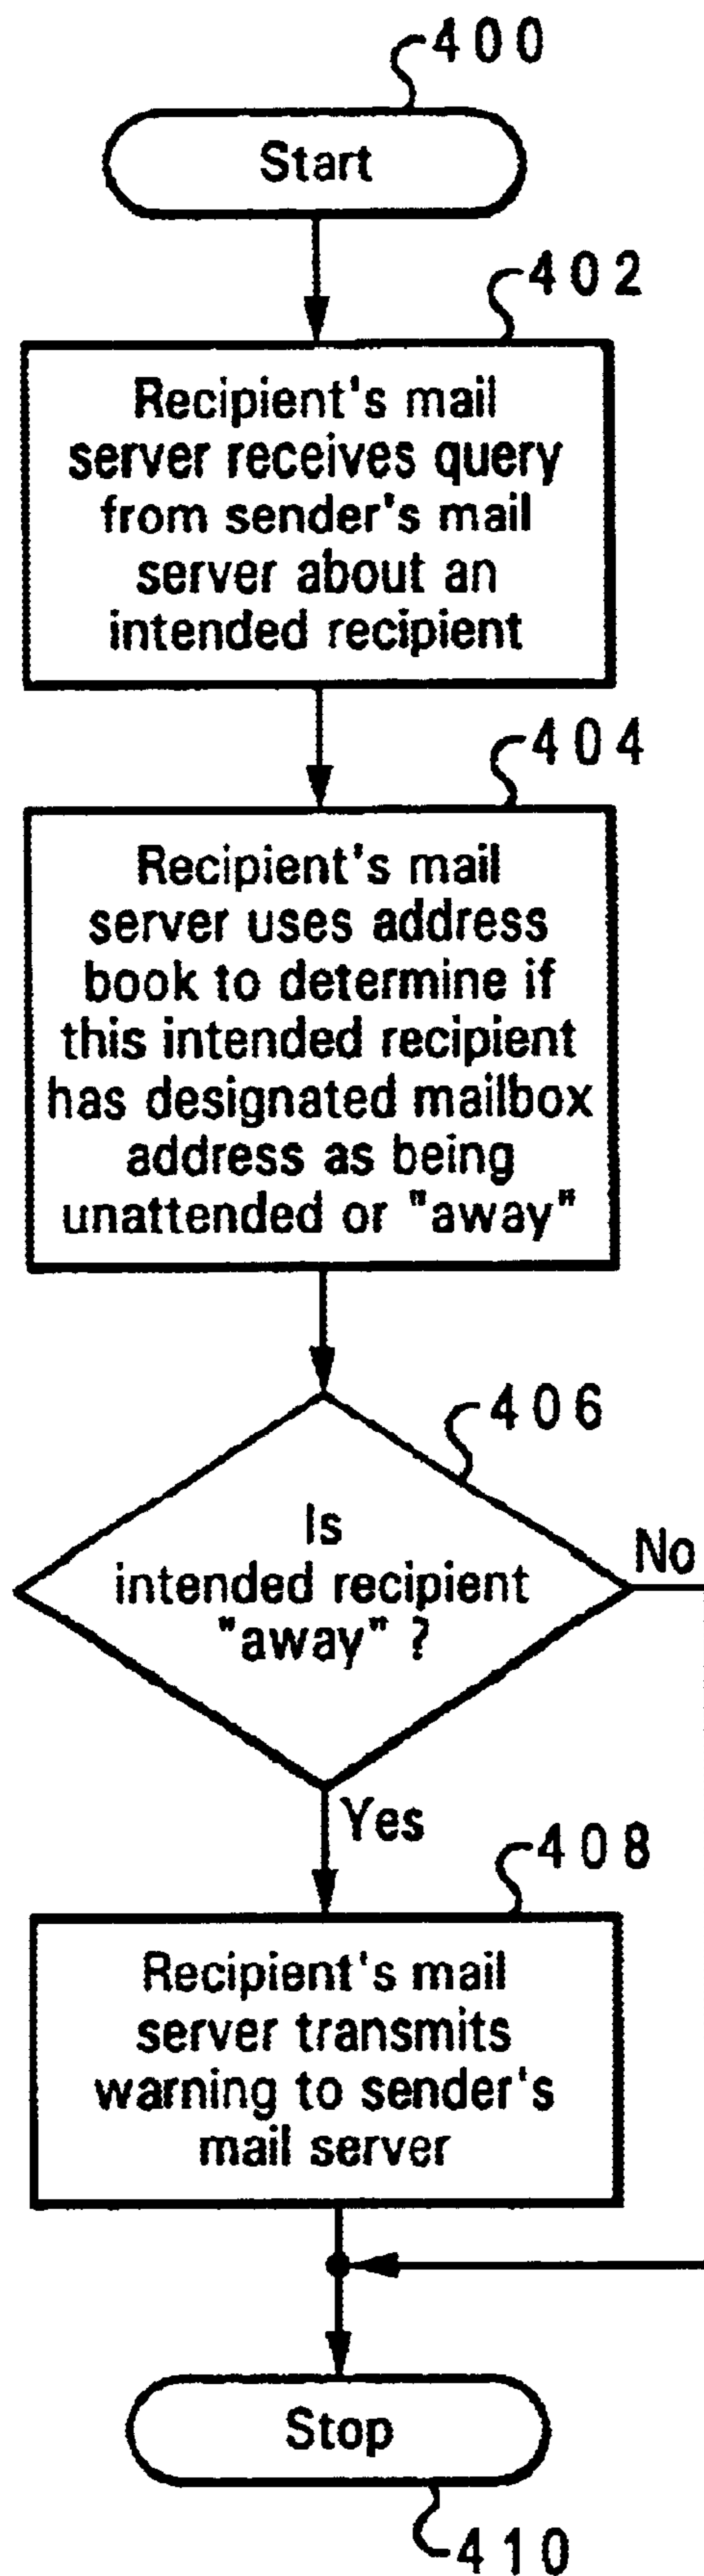 400
Start
402
Recipient's mail
server receives query
from sender's mail
server about an
intended recipient
404
Recipient's mail
server uses address
book to determine if
this intended recipient
has designated mailbox
address as being
unattended or "away"
406
Is
intended recipient
"away" ?
No
Yes
408
Recipient's mail
server transmits
warning to sender's
mail server
Stop
410